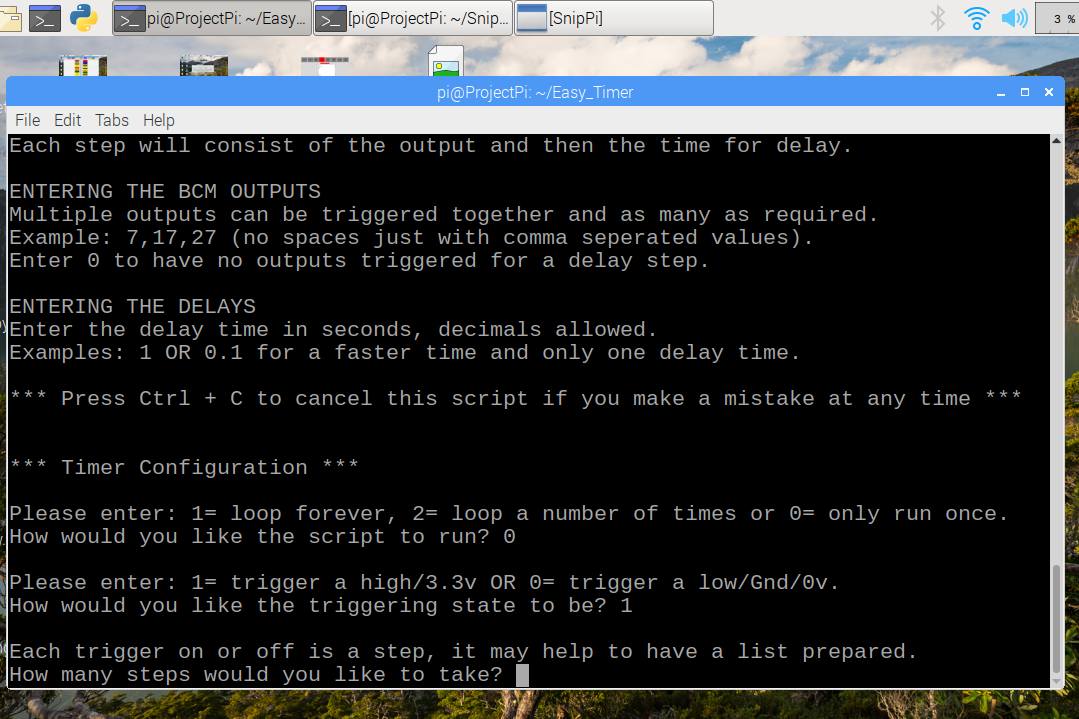 pi@ProjectPi: ~/Easy...
[pi@ProjectPi: ~/Snip...
[SnipPi]
3 %
pi@ProjectPi: ~/Easy_Timer
File Edit Tabs Help
Each step will consist of the output and then the time for delay.
ENTERING THE BCM OUTPUTS
Multiple outputs can be triggered together and as many as required.
Example: 7,17,27 (no spaces just with comma seperated values).
Enter 0 to have no outputs triggered for a delay step.
ENTERING THE DELAYS
Enter the delay time in seconds, decimals allowed.
Examples: 1 OR 0.1 for a faster time and only one delay time.
*** Press Ctrl + C to cancel this script if you make a mistake at any time ***
*** Timer Configuration ***
Please enter: 1= loop forever, 2= loop a number of times or 0= only run once.
How would you like the script to run? 0
Please enter: 1= trigger a high/3.3v OR 0= trigger a low/Gnd/0v.
How would you like the triggering state to be? 1
Each trigger on or off is a step, it may help to have a list prepared.
How many steps would you like to take?